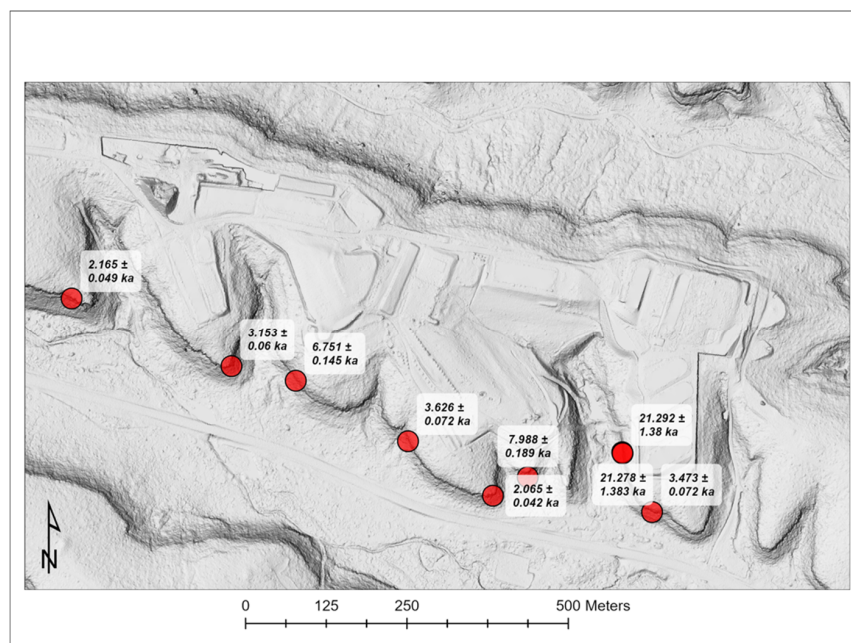 2.165 ±
0.049 ka
3.153 ±
0.06 ka
6.751 ±
0.145 ka
3.626 ±
0.072 ka
7.988 ±
0.189 ka
2.065 ±
0.042 ka
21.292 ±
1.38 ka
21.278 ±
1.383 ka
3.473 ±
0.072 ka
N
0 125 250 500 Meters